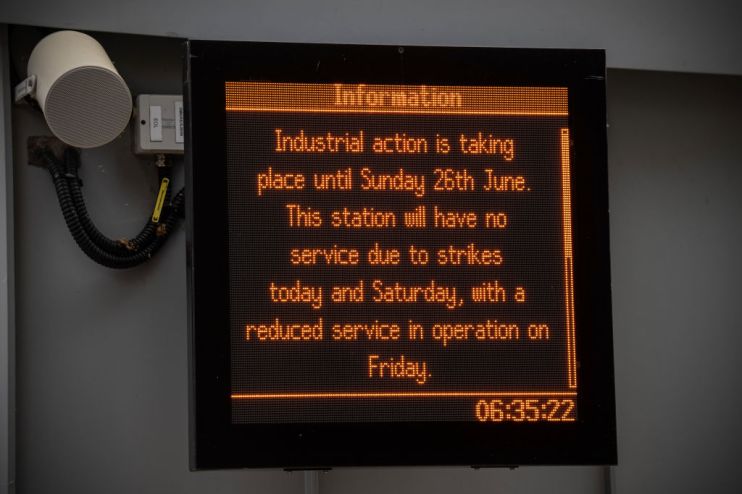 Information
Industrial action is taking
place until Sunday 26th June.
This station will have no
service due to strikes
today and Saturday, with a
reduced service in operation on
Friday.
06:35:22